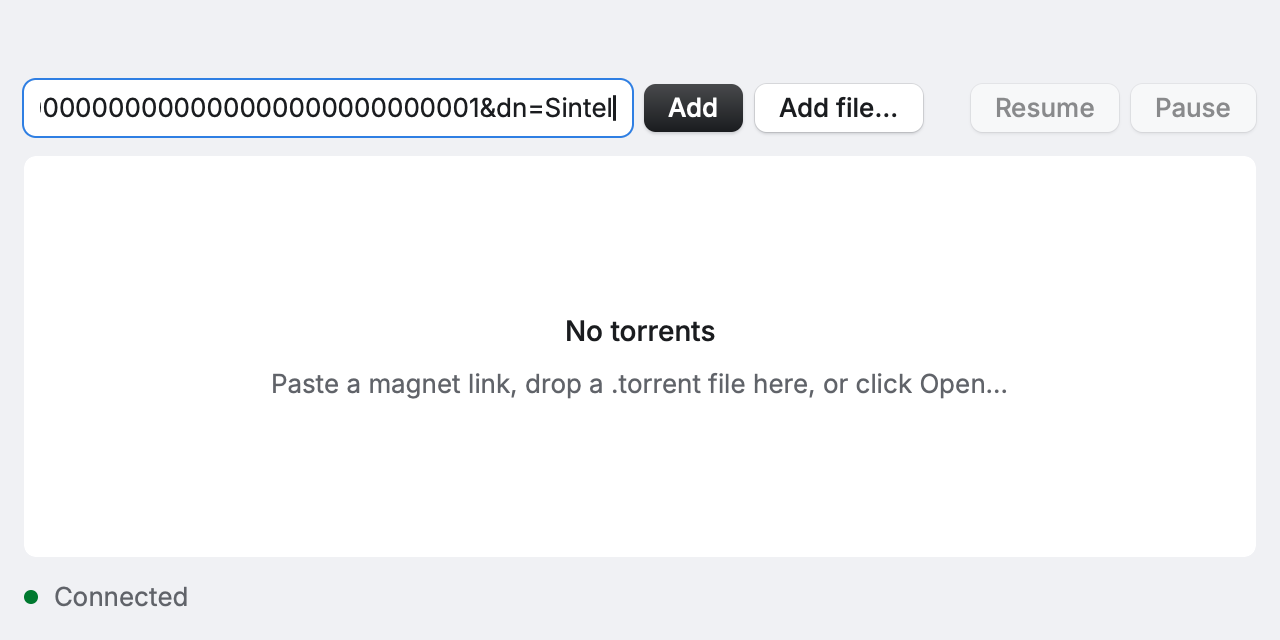 000000000000000000000000001&dn=Sintel
Add
Add file...
Resume
Pause
No torrents
Paste a magnet link, drop a .torrent file here, or click Open...
Connected